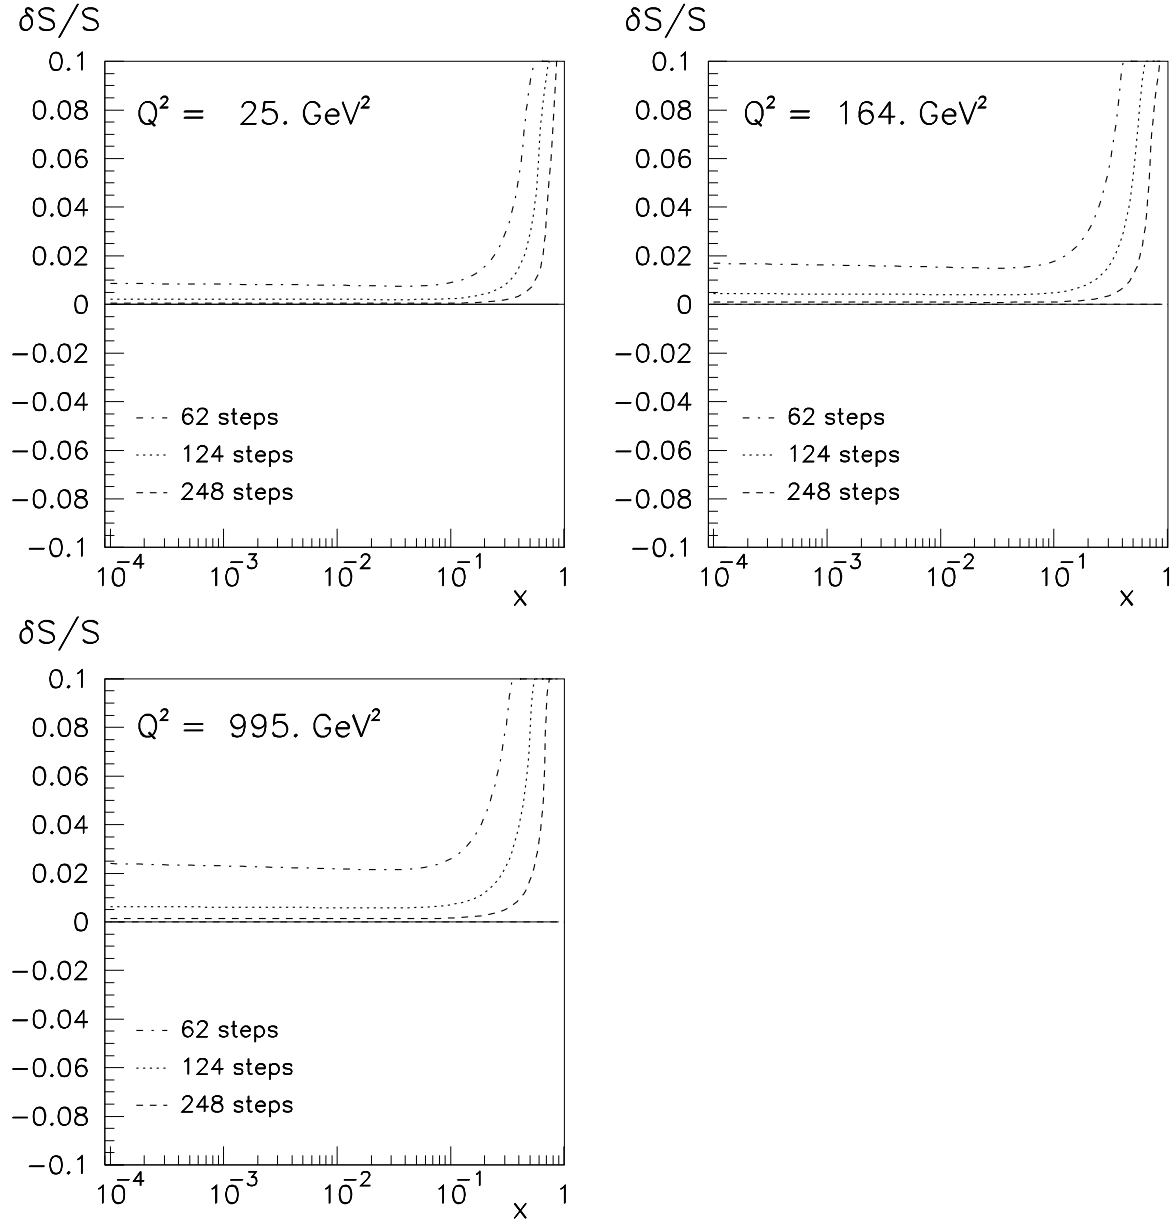 δS/S
0.1
0.08
0.06
0.04
0.02
0
−0.02
−0.04
−0.06
−0.08
−0.1
Q² = 25. GeV²
62 steps
124 steps
248 steps
10⁻⁴ 10⁻³ 10⁻² 10⁻¹ 1
x
δS/S
0.1
0.08
0.06
0.04
0.02
0
−0.02
−0.04
−0.06
−0.08
−0.1
Q² = 164. GeV²
62 steps
124 steps
248 steps
10⁻⁴ 10⁻³ 10⁻² 10⁻¹ 1
x
δS/S
0.1
0.08
0.06
0.04
0.02
0
−0.02
−0.04
−0.06
−0.08
−0.1
Q² = 995. GeV²
62 steps
124 steps
248 steps
10⁻⁴ 10⁻³ 10⁻² 10⁻¹ 1
x